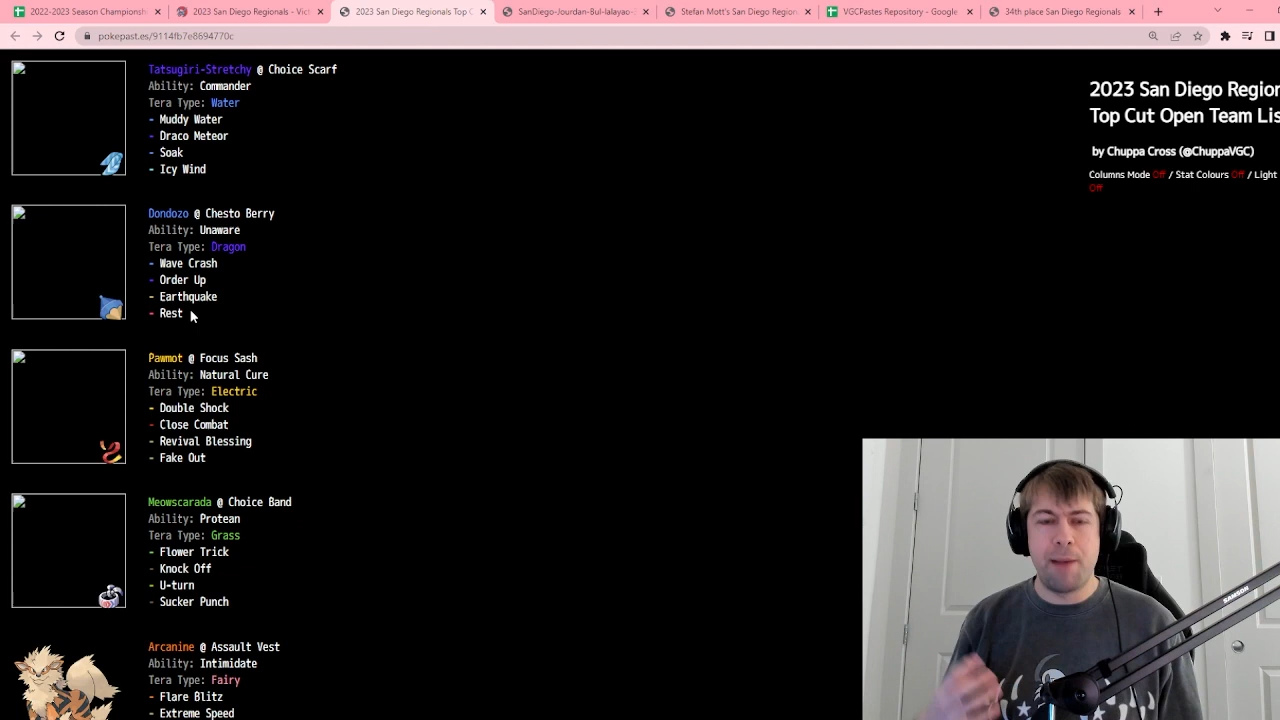 2022-2023 Season Championsh
2023 San Diego Regionals - Vic
2023 San Diego Regionals Top C
SanDiego-Jourdan-Bul-lalayao-
Stefan Mott's San Diego Region
VGCPastes Repository - Google
34th place San Diego Regionals
pokepast.es/9114fb7e8694770c
Tatsugiri-Stretchy @ Choice Scarf
Ability: Commander
Tera Type: Water
- Muddy Water
- Draco Meteor
- Soak
- Icy Wind
Dondozo @ Chesto Berry
Ability: Unaware
Tera Type: Dragon
- Wave Crash
- Order Up
- Earthquake
- Rest
Pawmot @ Focus Sash
Ability: Natural Cure
Tera Type: Electric
- Double Shock
- Close Combat
- Revival Blessing
- Fake Out
Meowscarada @ Choice Band
Ability: Protean
Tera Type: Grass
- Flower Trick
- Knock Off
- U-turn
- Sucker Punch
Arcanine @ Assault Vest
Ability: Intimidate
Tera Type: Fairy
- Flare Blitz
- Extreme Speed
2023 San Diego Region
Top Cut Open Team Lis
by Chuppa Cross (@ChuppaVGC)
Columns Mode Off / Stat Colours Off / Light
Off
SAMSON